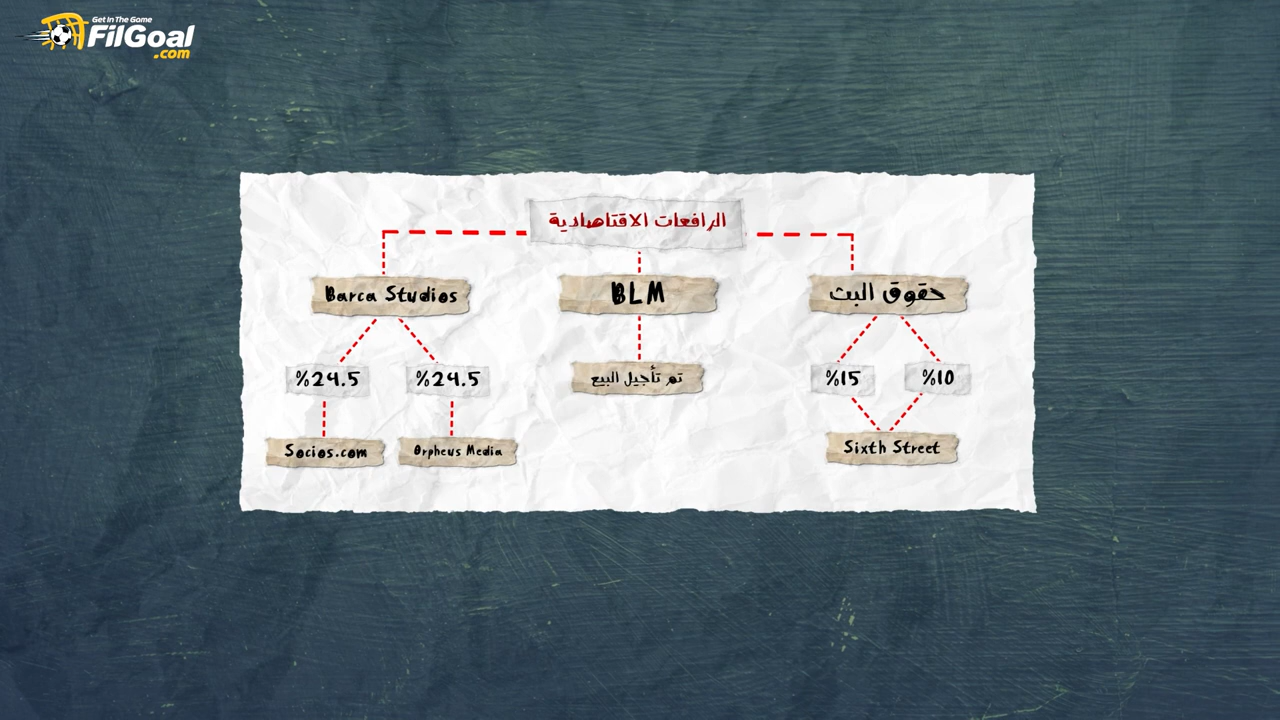 Get In The Game
FilGoal
.com
الرافعات الاقتاصادية
Barca Studios
BLM
حقوق البث
%24.5
%24.5
تم تأجيل البيع
%15
%10
Socios.com
Orpheus Media
Sixth Street